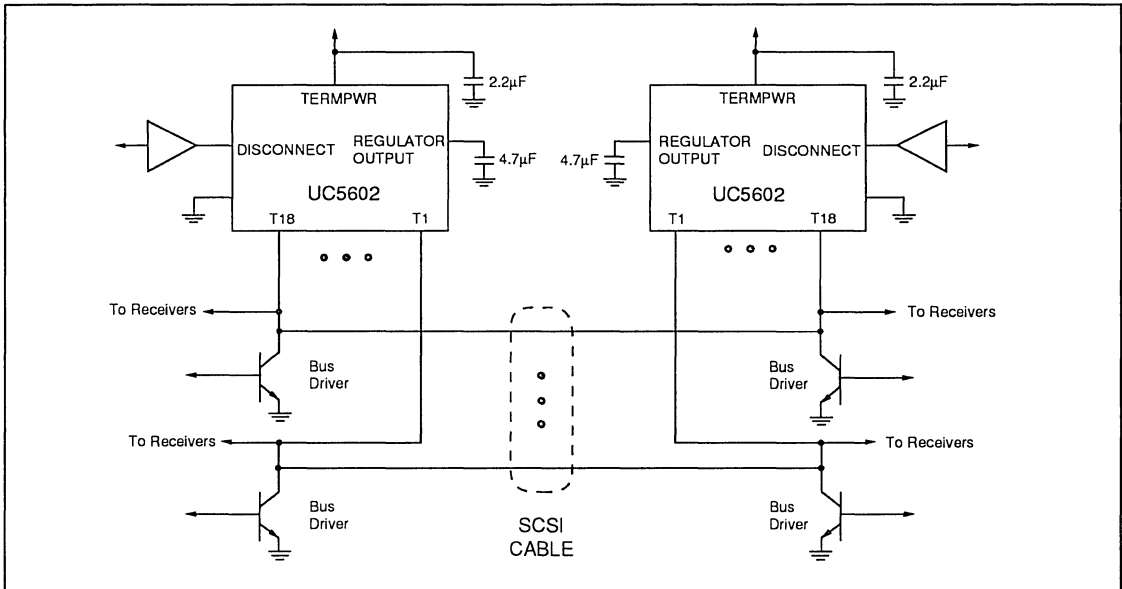 2.2µF
2.2µF
TERMPWR
TERMPWR
DISCONNECT
REGULATOR
OUTPUT
4.7µF
4.7µF
REGULATOR
OUTPUT
DISCONNECT
UC5602
UC5602
T18
T1
T1
T18
To Receivers
To Receivers
Bus
Driver
Bus
Driver
To Receivers
To Receivers
Bus
Driver
Bus
Driver
SCSI
CABLE